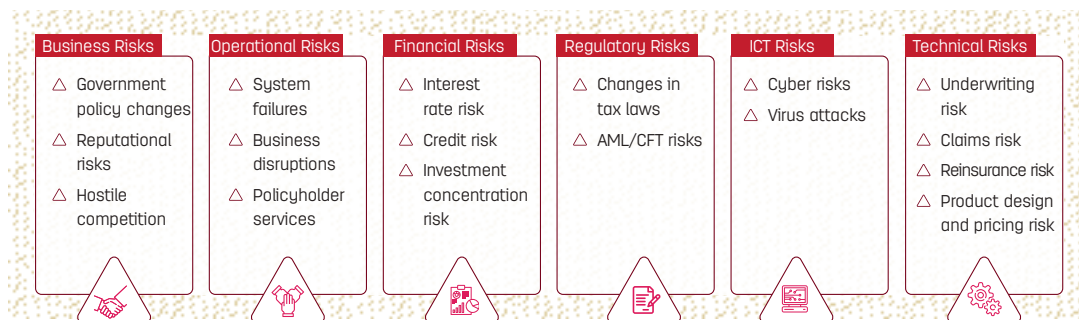 Business Risks
Government
policy changes
Reputational
risks
Hostile
competition
Operational Risks
System
failures
Business
disruptions
Policyholder
services
Financial Risks
Interest
rate risk
Credit risk
Investment
concentration
risk
Regulatory Risks
Changes in
tax laws
AML/CFT risks
ICT Risks
Cyber risks
Virus attacks
Technical Risks
Underwriting
risk
Claims risk
Reinsurance risk
Product design
and pricing risk